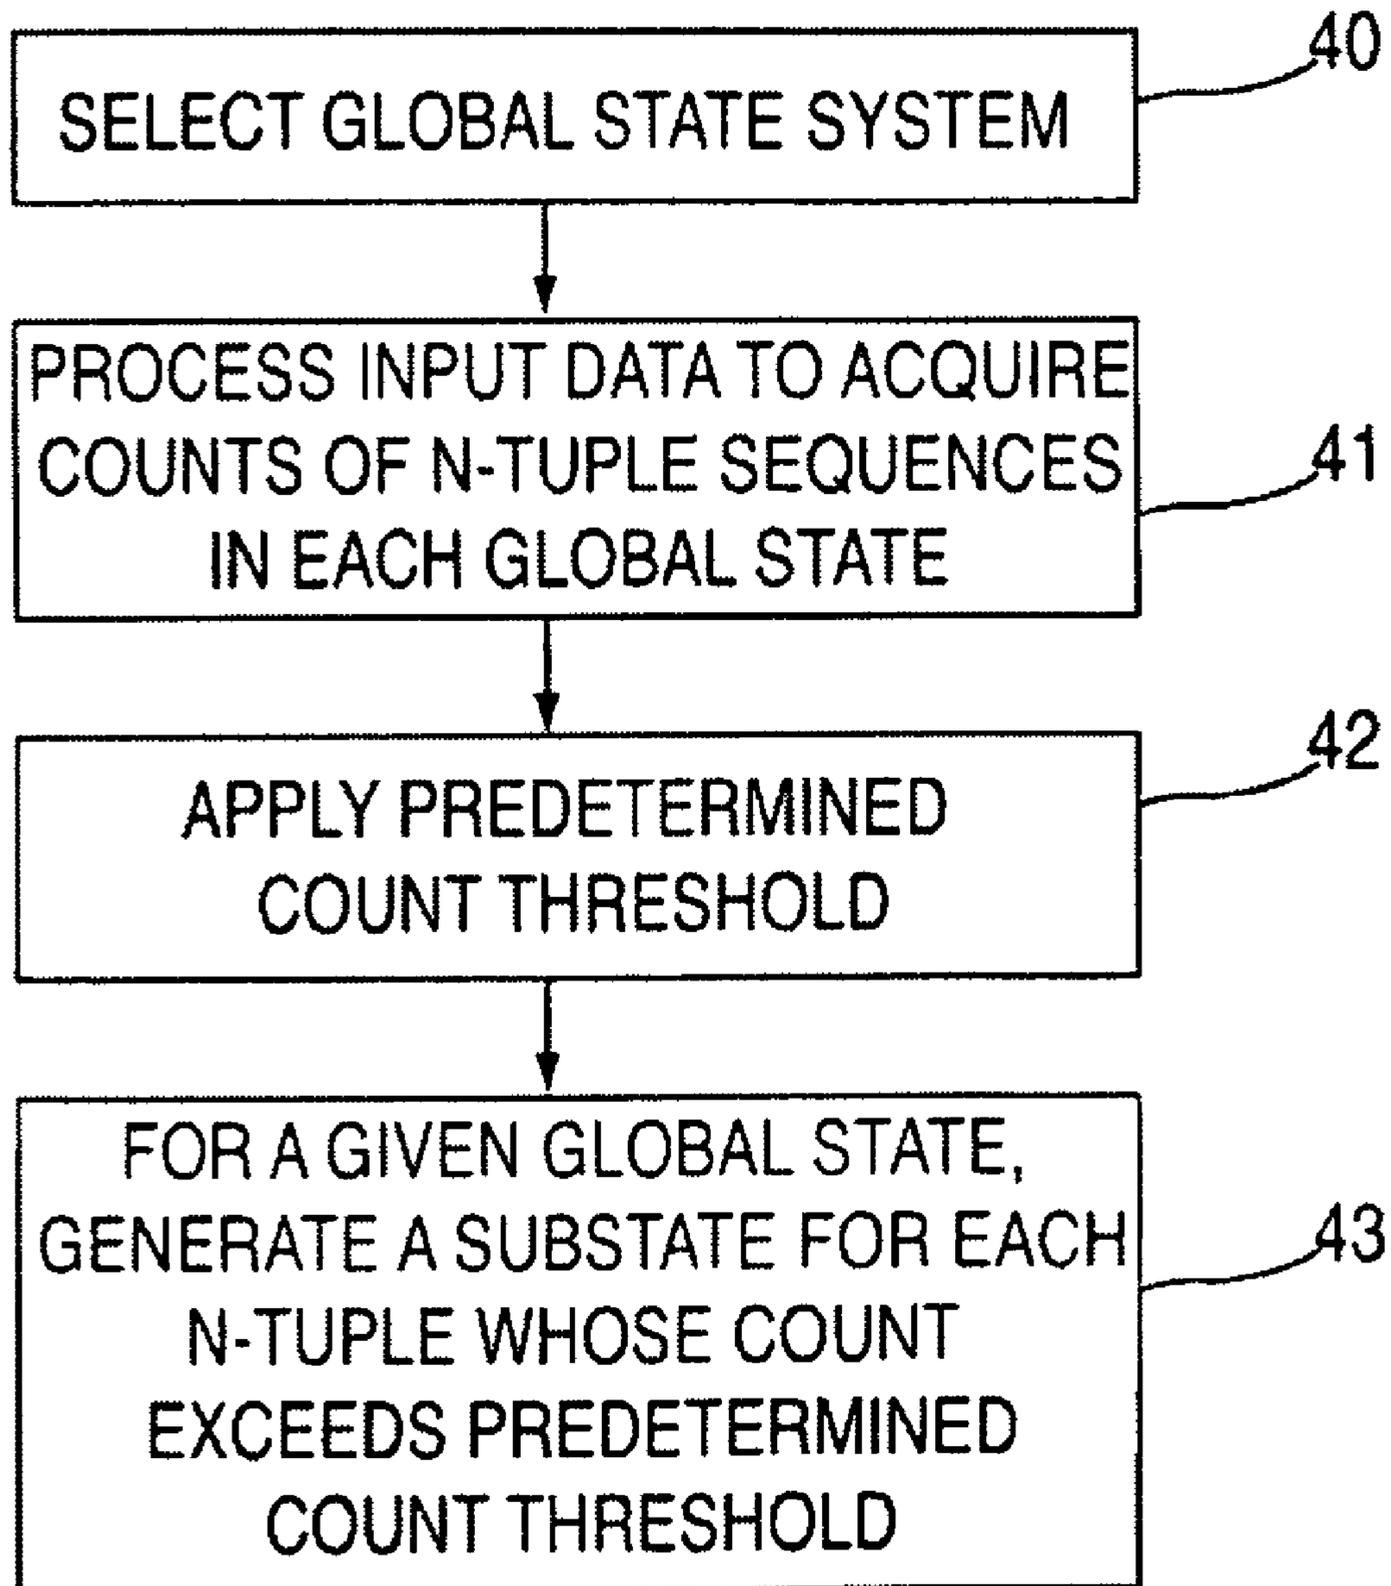 40
SELECT GLOBAL STATE SYSTEM
PROCESS INPUT DATA TO ACQUIRE
COUNTS OF N-TUPLE SEQUENCES
IN EACH GLOBAL STATE
41
42
APPLY PREDETERMINED
COUNT THRESHOLD
FOR A GIVEN GLOBAL STATE,
GENERATE A SUBSTATE FOR EACH
N-TUPLE WHOSE COUNT
EXCEEDS PREDETERMINED
COUNT THRESHOLD
43